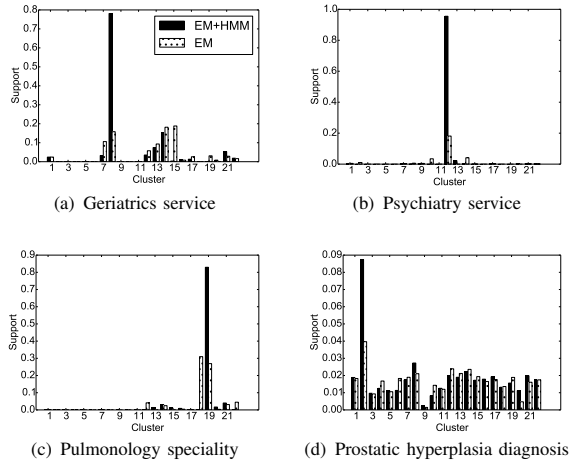 0.8
0.7
0.6
0.5
0.4
0.3
0.2
0.1
0.0
Support
EM+HMM
EM
1 3 5 7 9 11 13 15 17 19 21
Cluster
(a) Geriatrics service
1.0
0.8
0.6
0.4
0.2
0.0
Support
1 3 5 7 9 11 13 15 17 19 21
Cluster
(b) Psychiatry service
0.9
0.8
0.7
0.6
0.5
0.4
0.3
0.2
0.1
0.0
Support
1 3 5 7 9 11 13 15 17 19 21
Cluster
(c) Pulmonology speciality
0.09
0.08
0.07
0.06
0.05
0.04
0.03
0.02
0.01
0.00
Support
1 3 5 7 9 11 13 15 17 19 21
Cluster
(d) Prostatic hyperplasia diagnosis